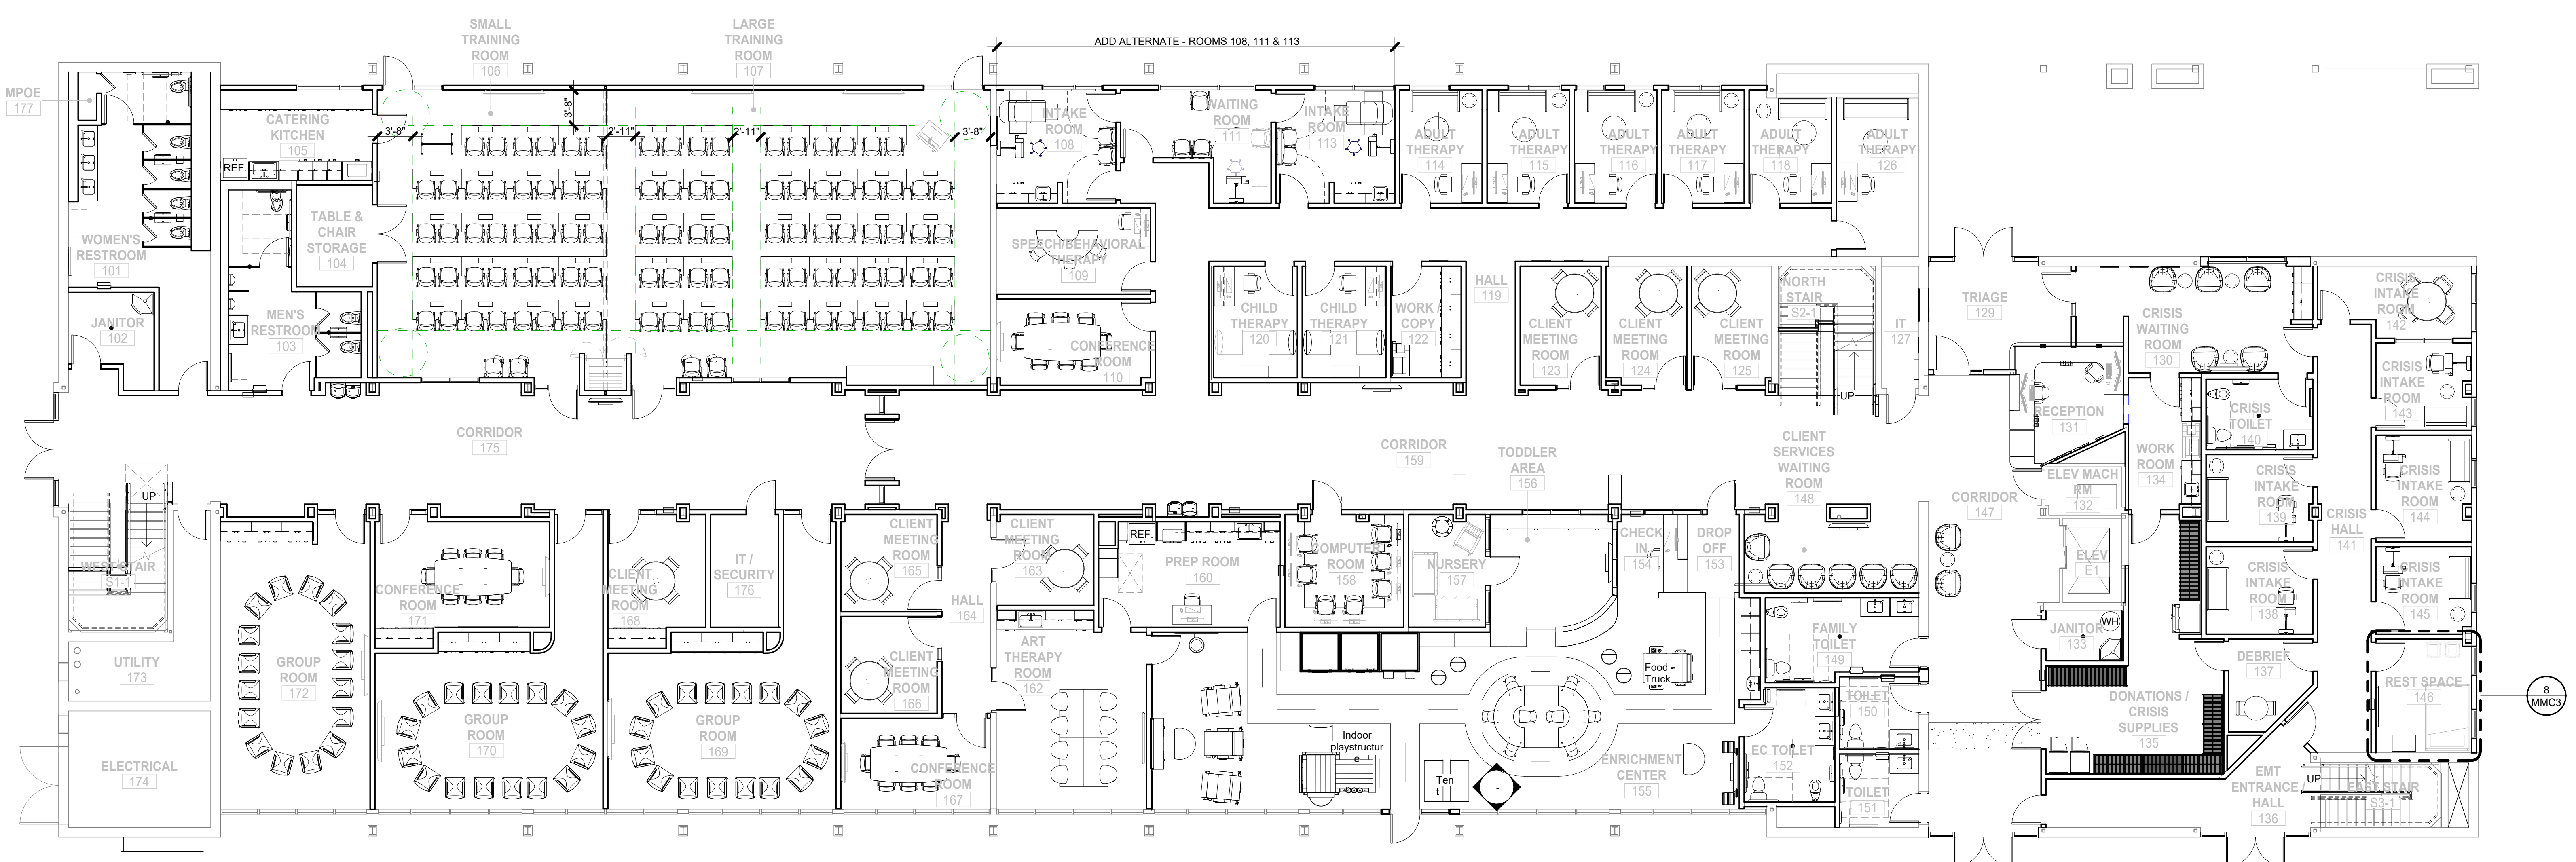 ADD ALTERNATE - ROOMS 108, 111 & 113
SMALL
TRAINING
ROOM
106
LARGE
TRAINING
ROOM
107
MPOE
177
CATERING
KITCHEN
105
REF.
3'-8"
3'-8"
2'-11"
2'-11"
3'-8"
INTAKE
ROOM
108
WAITING
ROOM
111
INTAKE
ROOM
113
ADULT
THERAPY
114
ADULT
THERAPY
115
ADULT
THERAPY
116
ADULT
THERAPY
117
ADULT
THERAPY
118
ADULT
THERAPY
126
WOMEN'S
RESTROOM
101
TABLE &
CHAIR
STORAGE
104
JANITOR
102
MEN'S
RESTROOM
103
SPEECH/BEHAVIORAL
THERAPY
109
CONFERENCE
ROOM
110
CHILD
THERAPY
120
CHILD
THERAPY
121
WORK /
COPY
122
HALL
119
CLIENT
MEETING
ROOM
123
CLIENT
MEETING
ROOM
124
CLIENT
MEETING
ROOM
125
NORTH
STAIR
S2-1
UP
IT
127
TRIAGE
129
CRISIS
WAITING
ROOM
130
CRISIS
INTAKE
ROOM
142
CRISIS
INTAKE
ROOM
143
BBF
BBF
RECEPTION
131
CRISIS
TOILET
140
WORK
ROOM
134
ELEV MACH
RM
132
CRISIS
INTAKE
ROOM
139
CRISIS
INTAKE
ROOM
144
CORRIDOR
175
CORRIDOR
159
TODDLER
AREA
156
CLIENT
SERVICES
WAITING
ROOM
148
CORRIDOR
147
CRISIS
HALL
141
ELEV
E1
CRISIS
INTAKE
ROOM
138
CRISIS
INTAKE
ROOM
145
UP
WEST STAIR
S1-1
CONFERENCE
ROOM
171
CLIENT
MEETING
ROOM
168
IT /
SECURITY
176
CLIENT
MEETING
ROOM
165
CLIENT
MEETING
ROOM
163
HALL
164
REF.
PREP ROOM
160
COMPUTER
ROOM
158
NURSERY
157
CHECK
IN
154
DROP
OFF
153
FAMILY
TOILET
149
JANITOR
133
WH
UTILITY
173
GROUP
ROOM
172
GROUP
ROOM
170
GROUP
ROOM
169
CLIENT
MEETING
ROOM
166
ART
THERAPY
ROOM
162
Food -
Truck
TOILET
150
DEBRIEF
137
REST SPACE
146
8
MMC3
DONATIONS /
CRISIS
SUPPLIES
135
ELECTRICAL
174
CONFERENCE
ROOM
167
Indoor
playstructur
e
Ten
t
-
ENRICHMENT
CENTER
155
EC TOILET
152
TOILET
151
EMT
ENTRANCE /
HALL
136
UP
EAST STAIR
S3-1